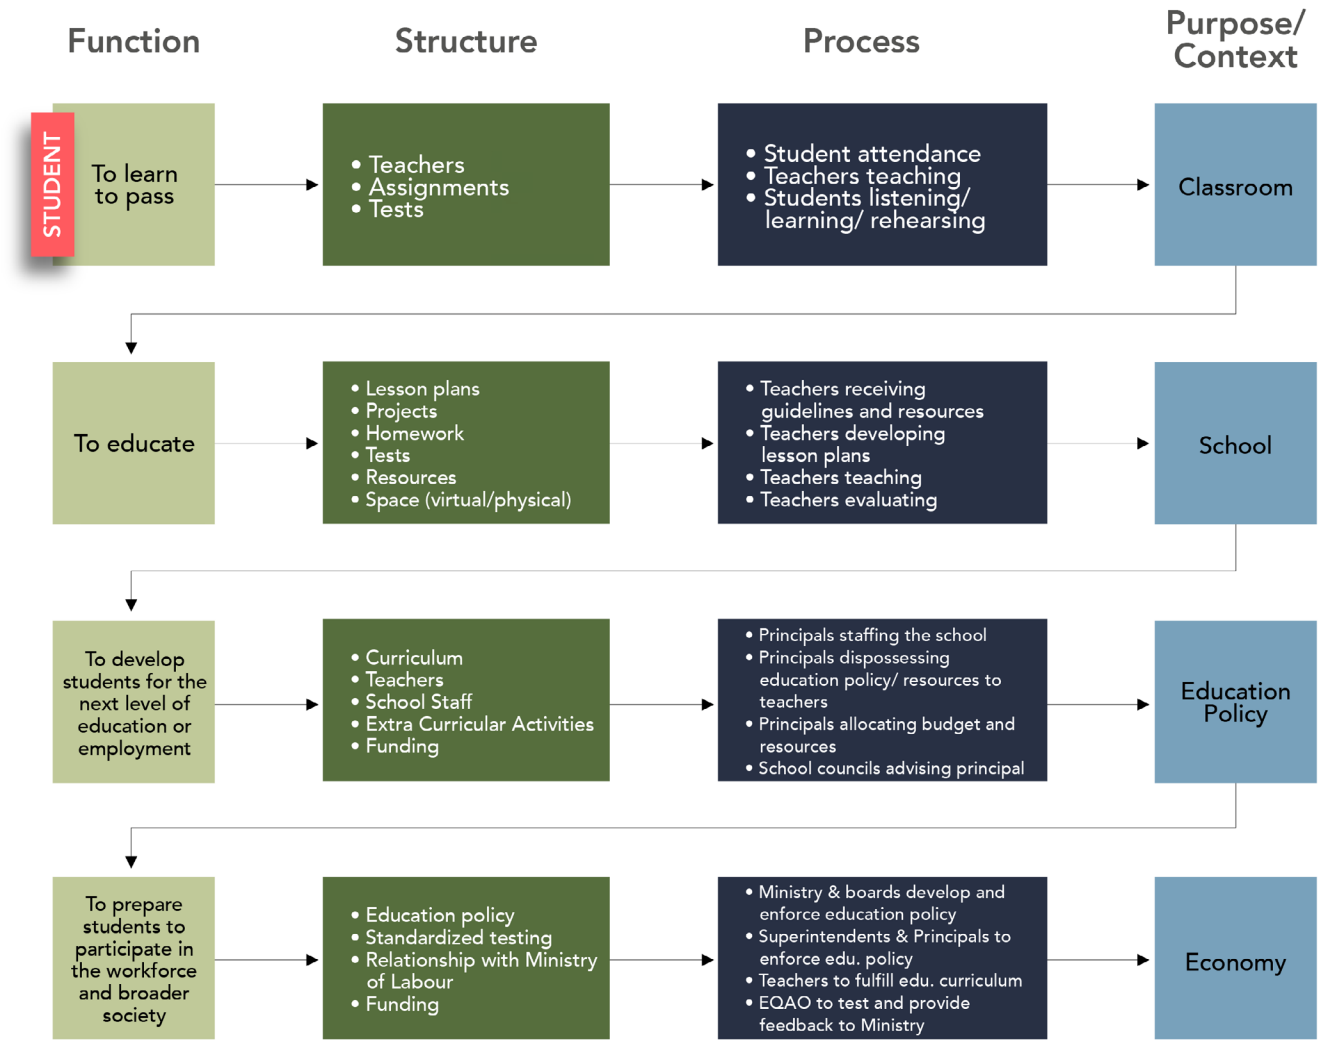 Function
Structure
Process
Purpose/
Context
STUDENT
To learn
to pass
• Teachers
• Assignments
• Tests
• Student attendance
• Teachers teaching
• Students listening/
learning/ rehearsing
Classroom
To educate
• Lesson plans
• Projects
• Homework
• Tests
• Resources
• Space (virtual/physical)
• Teachers receiving
guidelines and resources
• Teachers developing
lesson plans
• Teachers teaching
• Teachers evaluating
School
To develop
students for the
next level of
education or
employment
• Curriculum
• Teachers
• School Staff
• Extra Curricular Activities
• Funding
• Principals staffing the school
• Principals dispossessing
education policy/ resources to
teachers
• Principals allocating budget and
resources
• School councils advising principal
Education
Policy
To prepare
students to
participate in
the workforce
and broader
society
• Education policy
• Standardized testing
• Relationship with Ministry
of Labour
• Funding
• Ministry & boards develop and
enforce education policy
• Superintendents & Principals to
enforce edu. policy
• Teachers to fulfill edu. curriculum
• EQAO to test and provide
feedback to Ministry
Economy